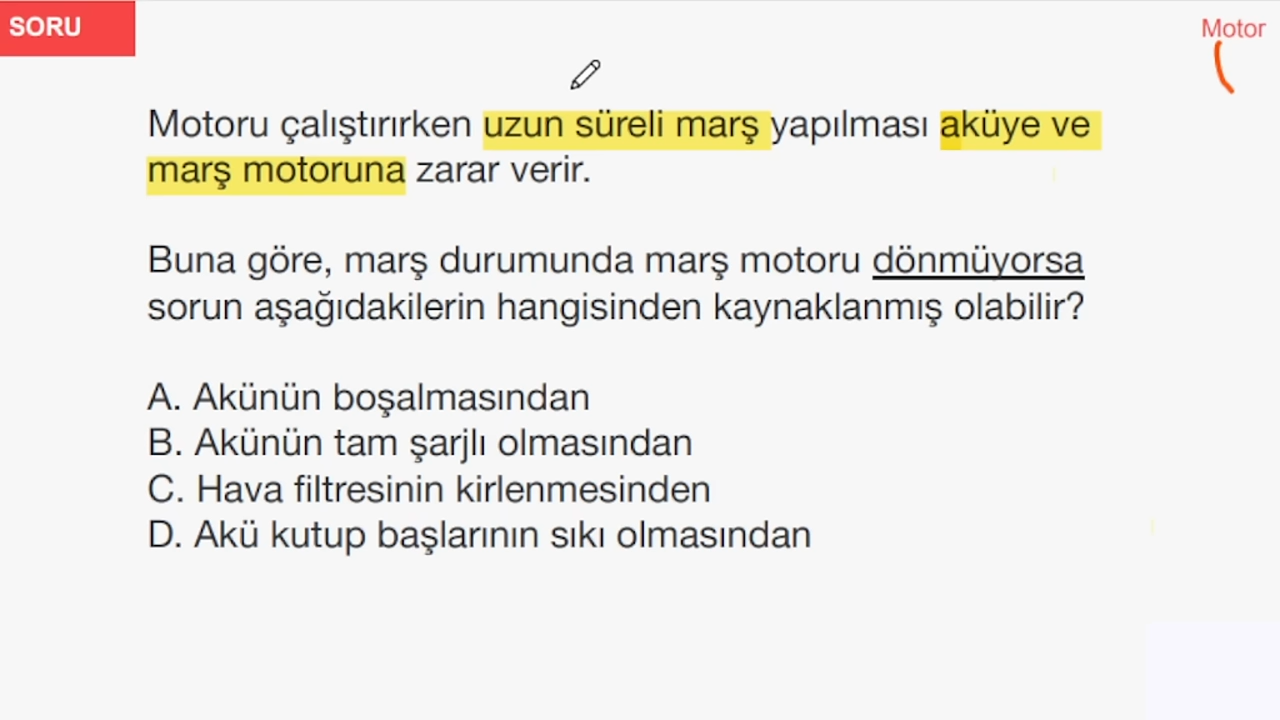 SORU
Motor
Motoru çalıştırırken uzun süreli marş yapılması aküye ve
marş motoruna zarar verir.
Buna göre, marş durumunda marş motoru dönmüyorsa
sorun aşağıdakilerin hangisinden kaynaklanmış olabilir?
A. Akünün boşalmasından
B. Akünün tam şarjlı olmasından
C. Hava filtresinin kirlenmesinden
D. Akü kutup başlarının sıkı olmasından